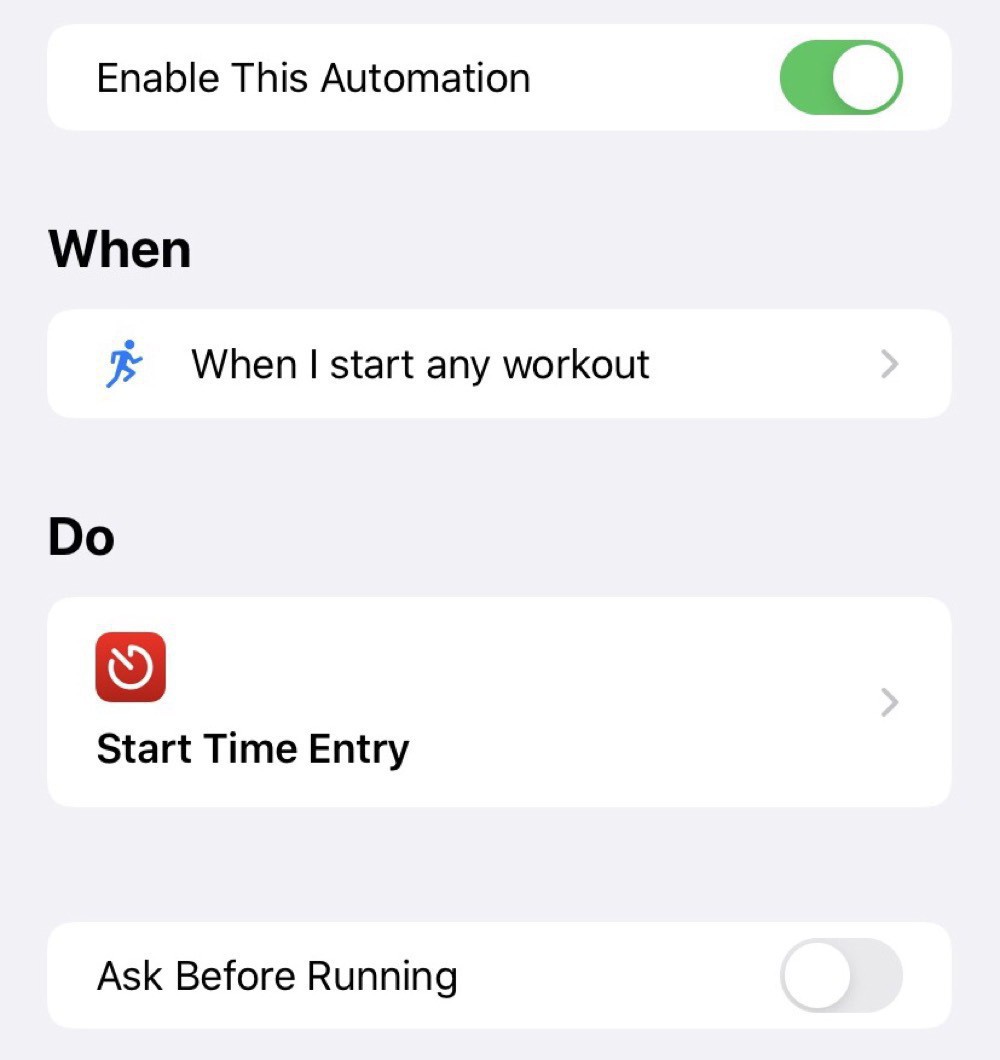 Enable This Automation
When
When I start any workout
Do
Start Time Entry
Ask Before Running